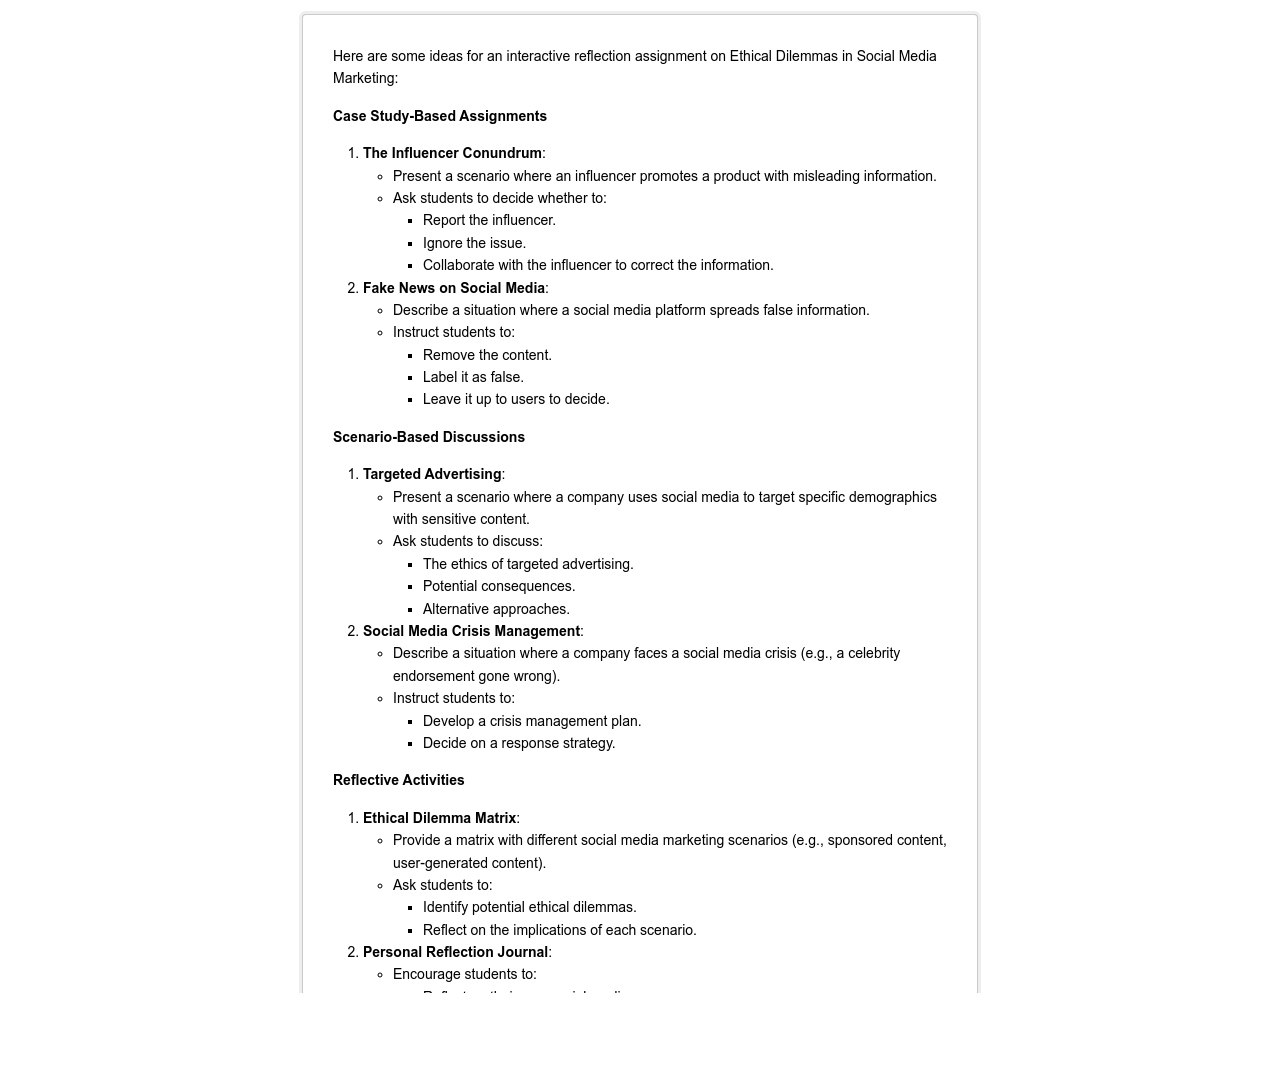 Here are some ideas for an interactive reflection assignment on Ethical Dilemmas in Social Media
Marketing:
Case Study-Based Assignments
1. The Influencer Conundrum:
◦ Present a scenario where an influencer promotes a product with misleading information.
◦ Ask students to decide whether to:
▪ Report the influencer.
▪ Ignore the issue.
▪ Collaborate with the influencer to correct the information.
2. Fake News on Social Media:
◦ Describe a situation where a social media platform spreads false information.
◦ Instruct students to:
▪ Remove the content.
▪ Label it as false.
▪ Leave it up to users to decide.
Scenario-Based Discussions
1. Targeted Advertising:
◦ Present a scenario where a company uses social media to target specific demographics
with sensitive content.
◦ Ask students to discuss:
▪ The ethics of targeted advertising.
▪ Potential consequences.
▪ Alternative approaches.
2. Social Media Crisis Management:
◦ Describe a situation where a company faces a social media crisis (e.g., a celebrity
endorsement gone wrong).
◦ Instruct students to:
▪ Develop a crisis management plan.
▪ Decide on a response strategy.
Reflective Activities
1. Ethical Dilemma Matrix:
◦ Provide a matrix with different social media marketing scenarios (e.g., sponsored content,
user-generated content).
◦ Ask students to:
▪ Identify potential ethical dilemmas.
▪ Reflect on the implications of each scenario.
2. Personal Reflection Journal:
◦ Encourage students to: